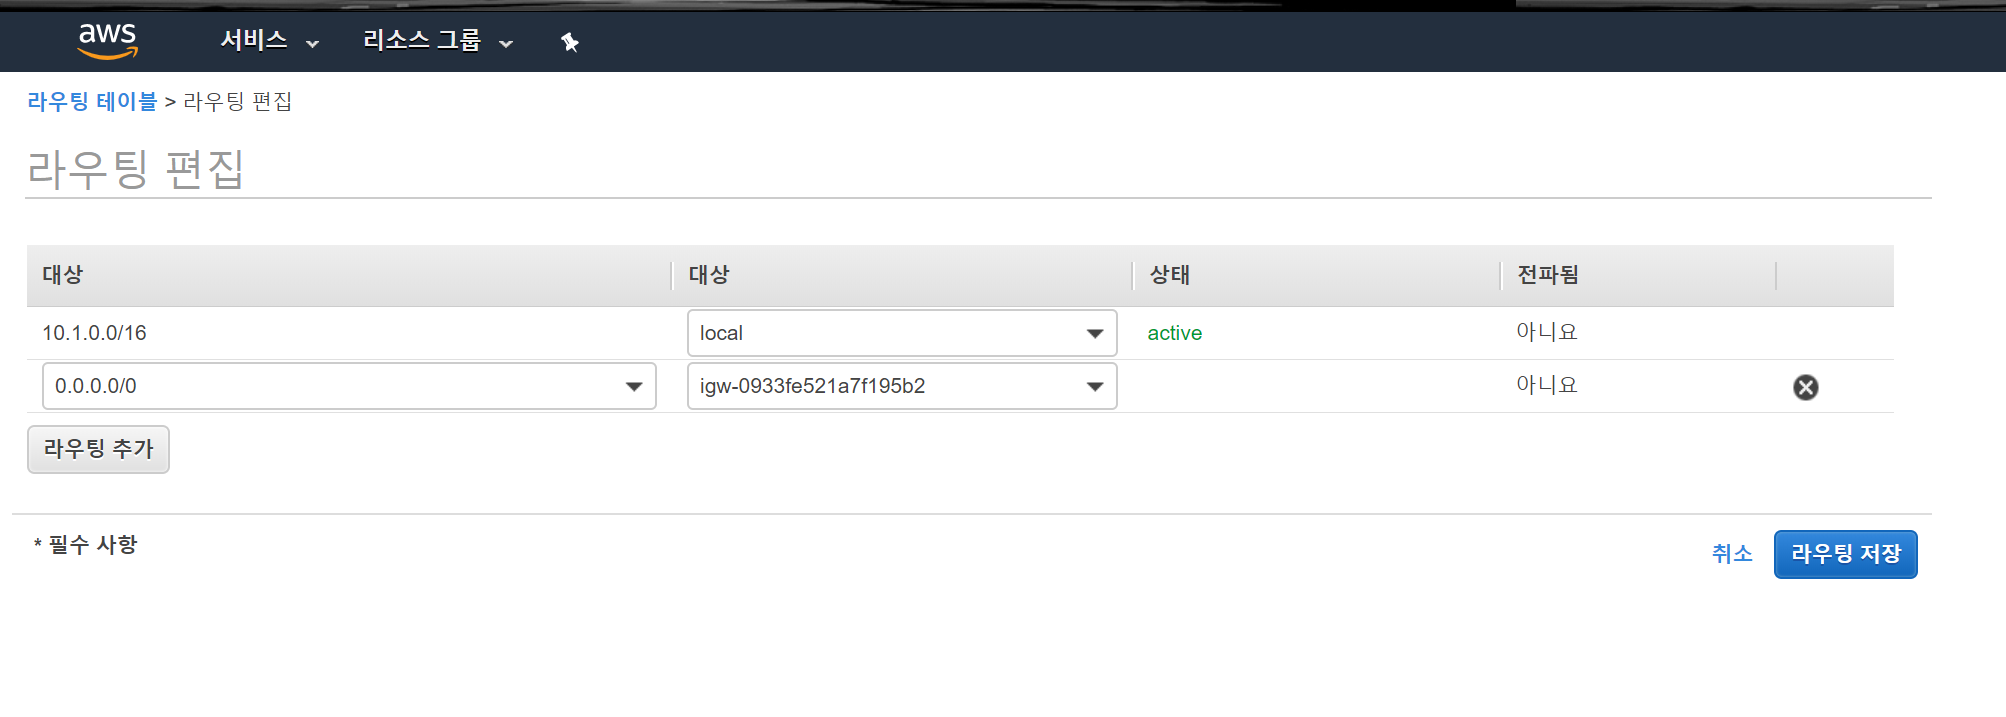 aws 서비스 리소스 그룹
라우팅 테이블 > 라우팅 편집
라우팅 편집
대상 대상 상태 전파됨
10.1.0.0/16 local active 아니요
0.0.0.0/0 igw-0933fe521a7f195b2 아니요
라우팅 추가
* 필수 사항
취소 라우팅 저장